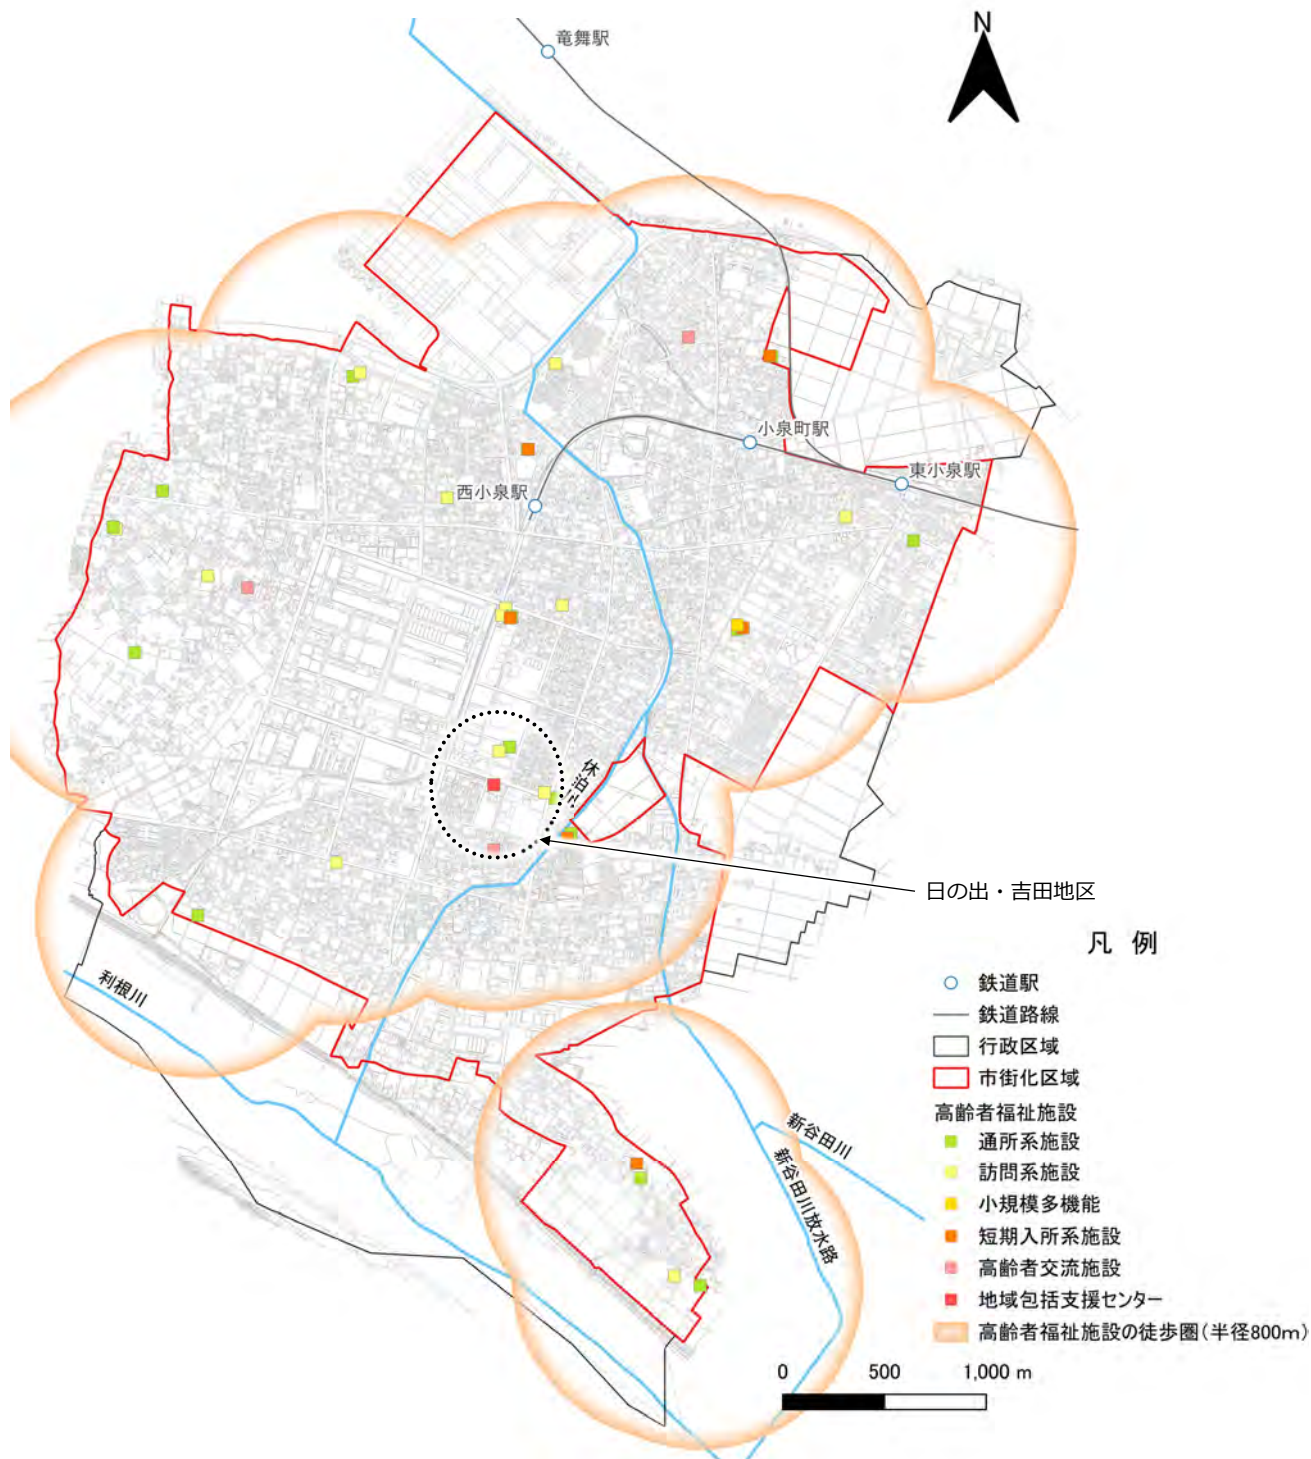 竜舞駅
N
小泉町駅
東小泉駅
西小泉駅
休泊
日の出・吉田地区
利根川
新谷田川
新谷田川放水路
凡 例
鉄道駅
鉄道路線
行政区域
市街化区域
高齢者福祉施設
通所系施設
訪問系施設
小規模多機能
短期入所系施設
高齢者交流施設
地域包括支援センター
高齢者福祉施設の徒歩圏(半径800m)
0 500 1,000 m